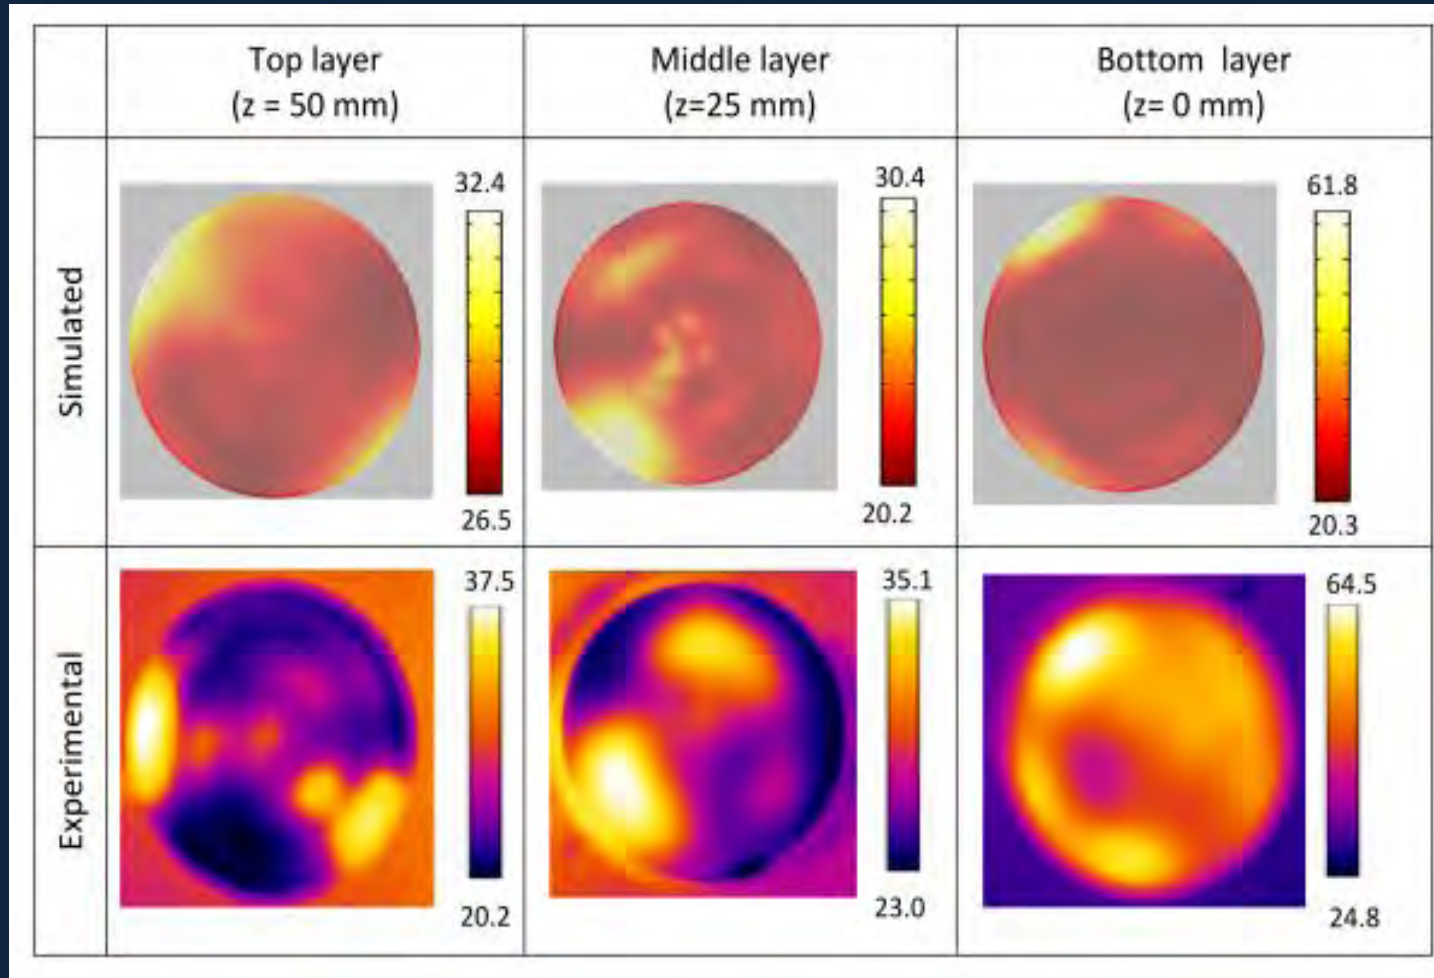 Top layer
(z = 50 mm)
Middle layer
(z=25 mm)
Bottom layer
(z= 0 mm)
Simulated
32.4
26.5
30.4
20.2
61.8
20.3
Experimental
37.5
20.2
35.1
23.0
64.5
24.8